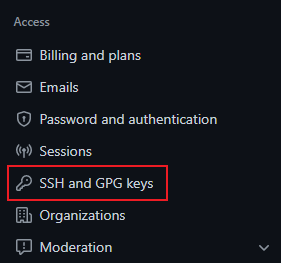 Access
Billing and plans
Emails
Password and authentication
Sessions
SSH and GPG keys
Organizations
Moderation